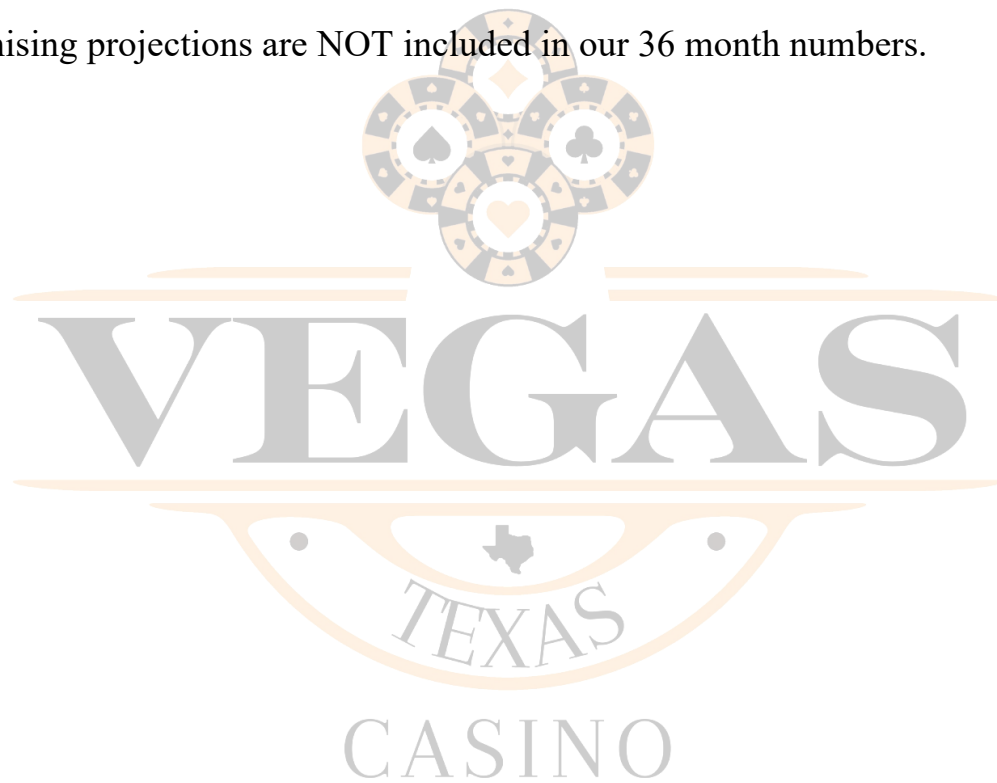 projections are NOT included in our 36 month numbers.
VEGAS
TEXAS
CASINO